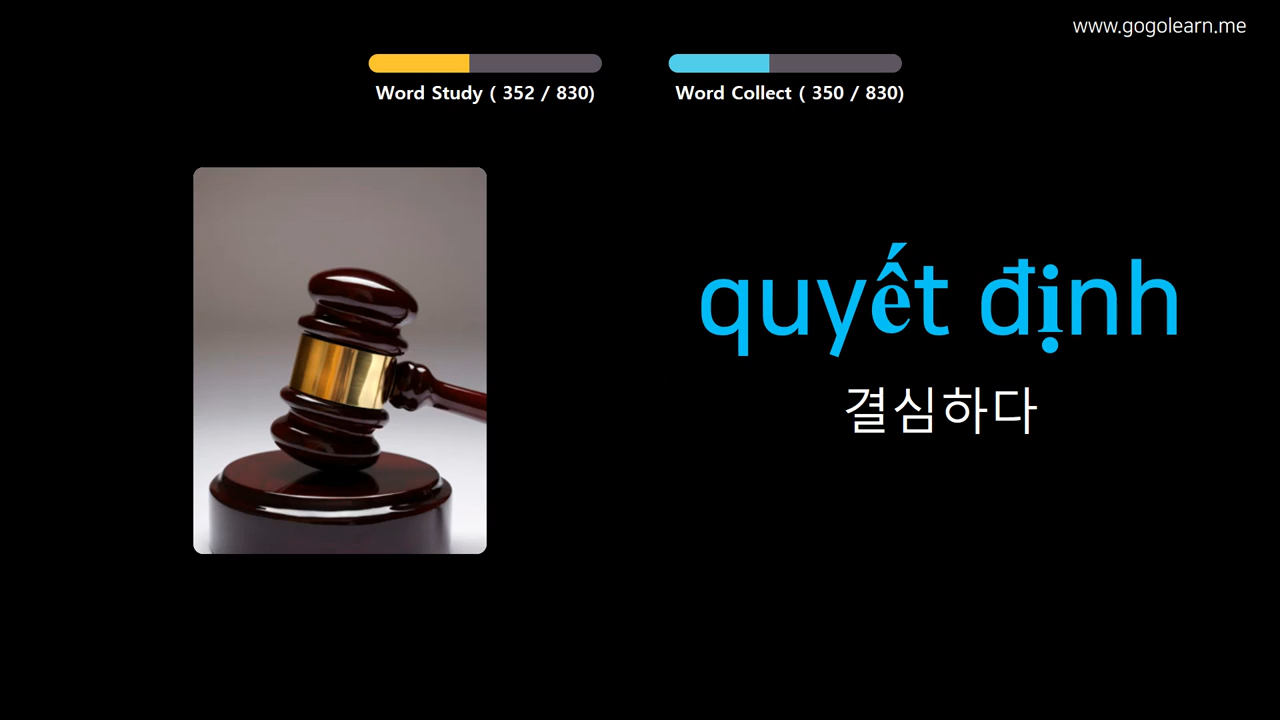 www.gogolearn.me
Word Study ( 352 / 830)
Word Collect ( 350 / 830)
quyết định
결심하다